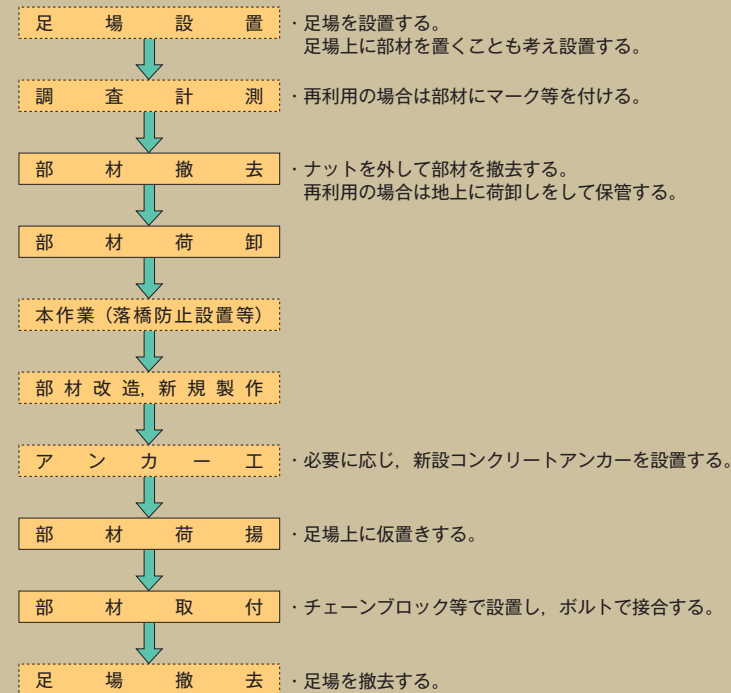 足場設置
・足場を設置する。
足場上に部材を置くことも考え設置する。
調査計測
・再利用の場合は部材にマーク等を付ける。
部材撤去
・ナットを外して部材を撤去する。
再利用の場合は地上に荷卸しをして保管する。
部材荷卸
本作業（落橋防止設置等）
部材改造，新規製作
アンカー工
・必要に応じ，新設コンクリートアンカーを設置する。
部材荷揚
・足場上に仮置きする。
部材取付
・チェーンブロック等で設置し，ボルトで接合する。
足場撤去
・足場を撤去する。